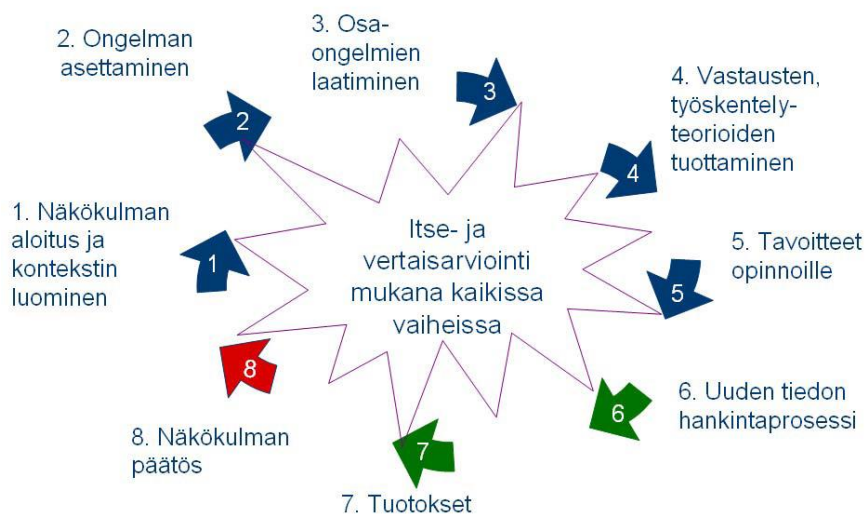 1. Näkökulman
aloitus ja
kontekstin
luominen
1
2. Ongelman
asettaminen
2
3. Osa-
ongelmien
laatiminen
3
4. Vastausten,
työskentely-
teorioiden
tuottaminen
4
5. Tavoitteet
opinnoille
5
6. Uuden tiedon
hankintaprosessi
6
7. Tuotokset
7
8. Näkökulman
päätös
8
Itse- ja
vertaisarviointi
mukana kaikissa
vaiheissa